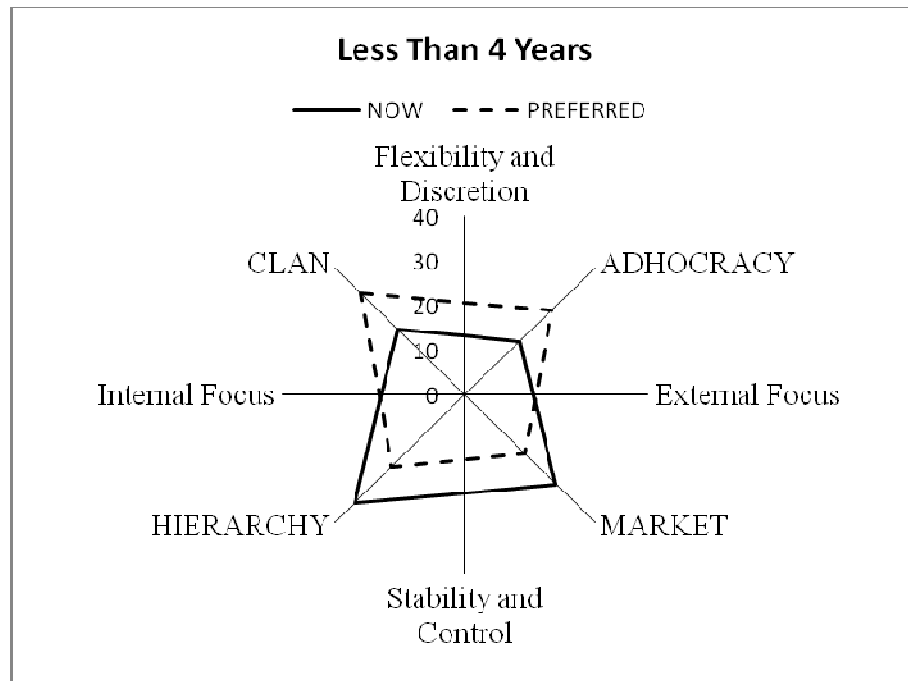 Less Than 4 Years
NOW PREFERRED
Flexibility and
Discretion
40
CLAN 30 ADHOCRACY
20
10
Internal Focus 0 External Focus
HIERARCHY MARKET
Stability and
Control